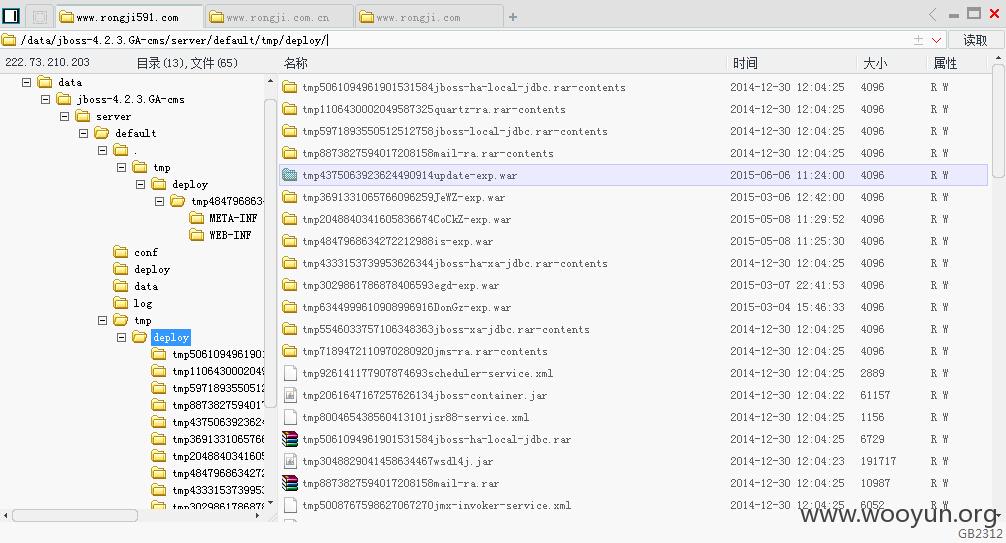 www.rongji591.com
www.rongji.com.cn
www.rongji.com
+
/data/jboss-4.2.3.GA-cms/server/default/tmp/deploy/
读取
222.73.210.203
目录(13),文件(65)
名称
时间
大小
属性
data
jboss-4.2.3.GA-cms
server
default
.
tmp
deploy
tmp484796863
META-INF
WEB-INF
conf
deploy
data
log
tmp
deploy
tmp506109496190
tmp110643000204
tmp597189355051
tmp887382759401
tmp437506392362
tmp369133106576
tmp204884034160
tmp484796863427
tmp433315373995
tmp302986178687
tmp5061094961901531584jboss-ha-local-jdbc.rar-contents 2014-12-30 12:04:25 4096 R W
tmp1106430002049587325quartz-ra.rar-contents 2014-12-30 12:04:25 4096 R W
tmp5971893550512512758jboss-local-jdbc.rar-contents 2014-12-30 12:04:25 4096 R W
tmp8873827594017208158mail-ra.rar-contents 2014-12-30 12:04:25 4096 R W
tmp4375063923624490914update-exp.war 2015-06-06 11:24:00 4096 R W
tmp3691331065766096259JeWZ-exp.war 2015-03-06 12:42:00 4096 R W
tmp2048840341605836674CoCkZ-exp.war 2015-05-08 11:29:52 4096 R W
tmp4847968634272212988is-exp.war 2015-05-08 11:25:30 4096 R W
tmp4333153739953626344jboss-ha-xa-jdbc.rar-contents 2014-12-30 12:04:25 4096 R W
tmp3029861786878406593egd-exp.war 2015-03-07 22:41:53 4096 R W
tmp6344999610908996916DonGz-exp.war 2015-03-04 15:46:33 4096 R W
tmp5546033757106348363jboss-xa-jdbc.rar-contents 2014-12-30 12:04:25 4096 R W
tmp7189472110970280920jms-ra.rar-contents 2014-12-30 12:04:25 4096 R W
tmp926141177907874693scheduler-service.xml 2014-12-30 12:04:25 2889 R W
tmp2061647167257626134jboss-container.jar 2014-12-30 12:04:22 61157 R W
tmp800465438560413101jsr88-service.xml 2014-12-30 12:04:25 1156 R W
tmp5061094961901531584jboss-ha-local-jdbc.rar 2014-12-30 12:04:25 6729 R W
tmp3048829041458634467wsdl4j.jar 2014-12-30 12:04:23 191717 R W
tmp8873827594017208158mail-ra.rar 2014-12-30 12:04:25 10987 R W
tmp5008767598627067270jmx-invoker-service.xml 2014-12-30 12:04:25 6052 R W
www.wooyun.org
GB2312